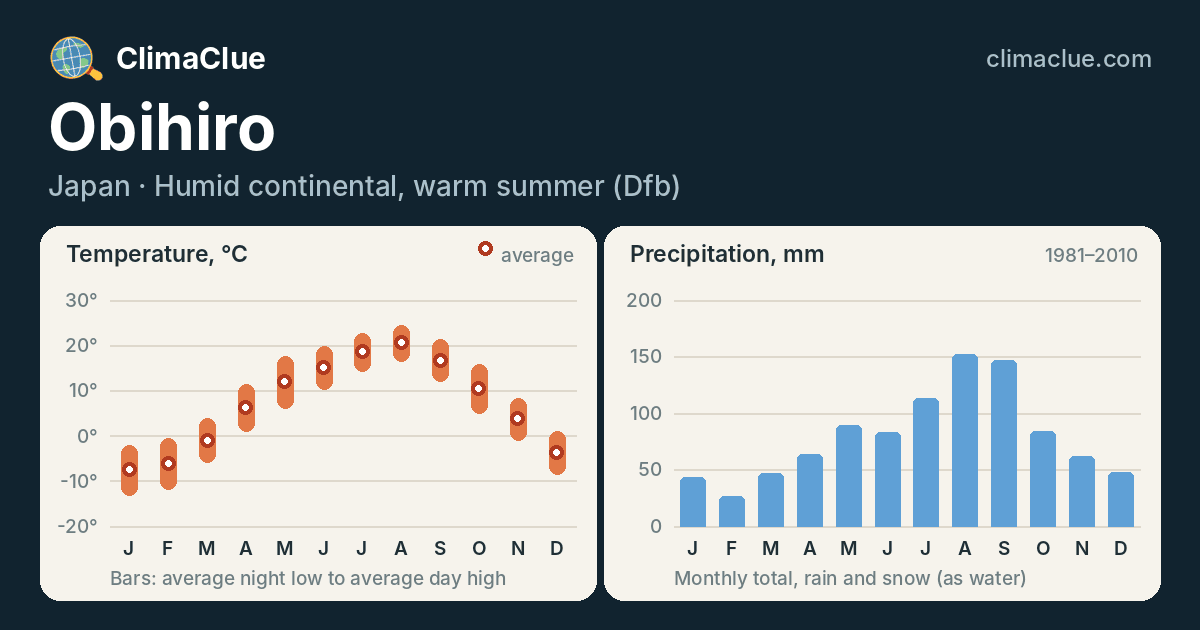 ClimaClue
climaclue.com
Obihiro
Japan · Humid continental, warm summer (Dfb)
Temperature, °C
average
30°
20°
10°
0°
-10°
-20°
J F M A M J J A S O N D
Bars: average night low to average day high
Precipitation, mm
1981–2010
200
150
100
50
0
J F M A M J J A S O N D
Monthly total, rain and snow (as water)